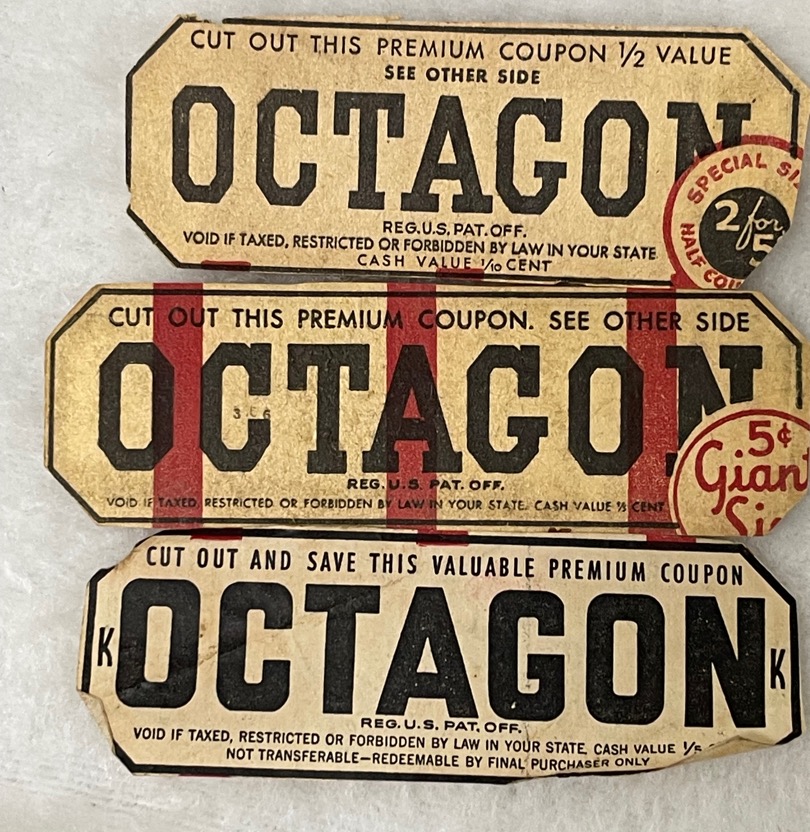 CUT OUT THIS PREMIUM COUPON 1/2 VALUE
SEE OTHER SIDE
OCTAGON
REG.U.S. PAT. OFF.
VOID IF TAXED, RESTRICTED OR FORBIDDEN BY LAW IN YOUR STATE
CASH VALUE 1/10 CENT
SPECIAL
2 for
5
HALF
CUT OUT THIS PREMIUM COUPON. SEE OTHER SIDE
OCTAGON
REG. U.S. PAT. OFF.
VOID IF TAXED, RESTRICTED OR FORBIDDEN BY LAW IN YOUR STATE. CASH VALUE 1/5 CENT
5¢
Giant
CUT OUT AND SAVE THIS VALUABLE PREMIUM COUPON
K OCTAGON K
REG. U.S. PAT. OFF.
VOID IF TAXED, RESTRICTED OR FORBIDDEN BY LAW IN YOUR STATE, CASH VALUE
NOT TRANSFERABLE—REDEEMABLE BY FINAL PURCHASER ONLY